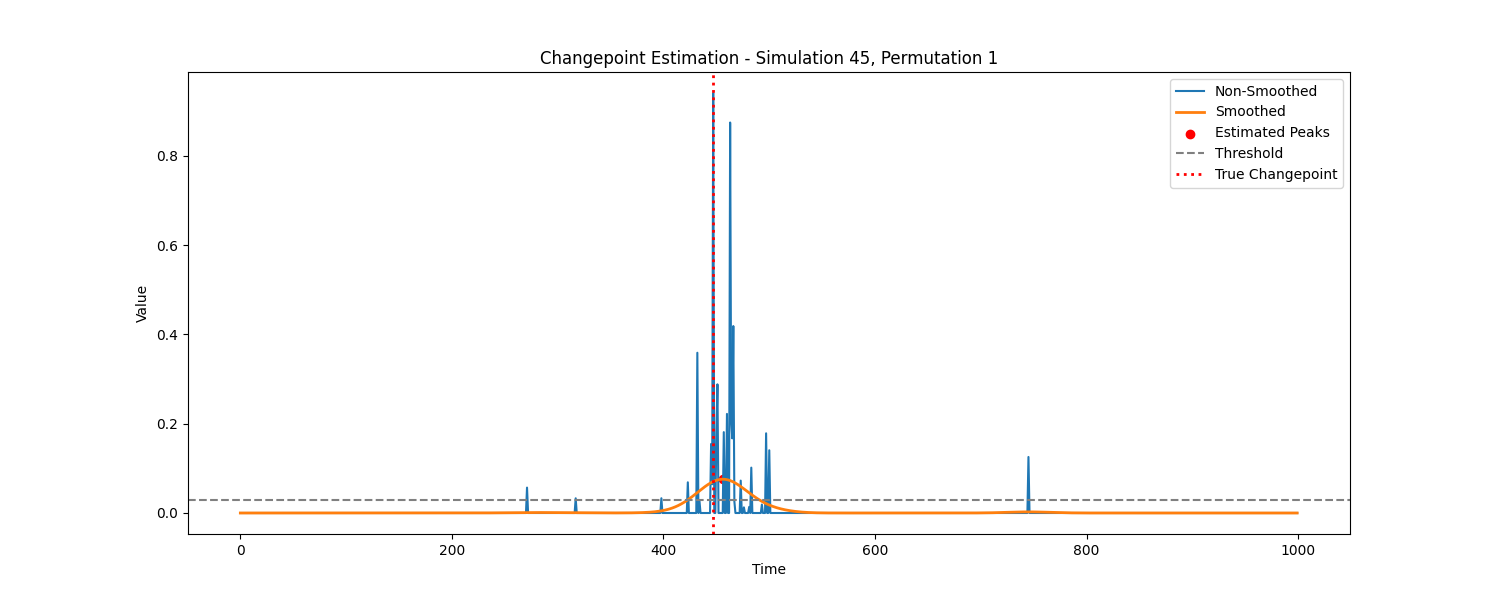 Changepoint Estimation - Simulation 45, Permutation 1
Non-Smoothed
Smoothed
Estimated Peaks
Threshold
True Changepoint
Value
0.8
0.6
0.4
0.2
0.0
0
200
400
600
800
1000
Time